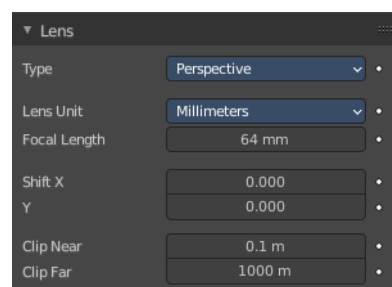 Lens
Type Perspective
Lens Unit Millimeters
Focal Length 64 mm
Shift X 0.000
Y 0.000
Clip Near 0.1 m
Clip Far 1000 m